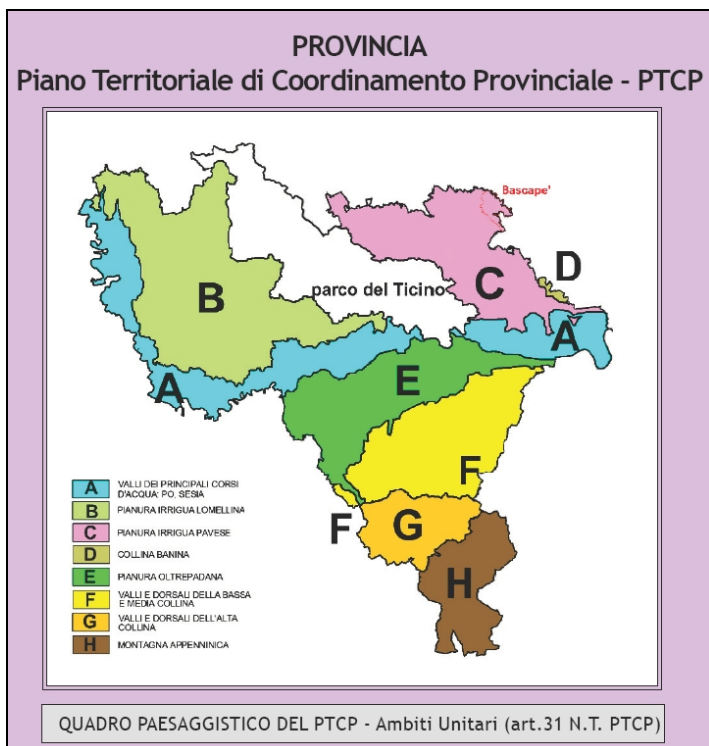 PROVINCIA
Piano Territoriale di Coordinamento Provinciale - PTCP
Bascape'
D
B
parco del Ticino
C
A
A
E
F
F
G
H
A VALLI DEI PRINCIPALI CORSI
D'ACQUA: PO, SESIA
B PIANURA IRRIGUA LOMELLINA
C PIANURA IRRIGUA PAVESE
D COLLINA BANINA
E PIANURA OLTREPADANA
F VALLI E DORSALI DELLA BASSA
E MEDIA COLLINA
G VALLI E DORSALI DELL'ALTA
COLLINA
H MONTAGNA APPENNINICA
QUADRO PAESAGGISTICO DEL PTCP - Ambiti Unitari (art.31 N.T. PTCP)